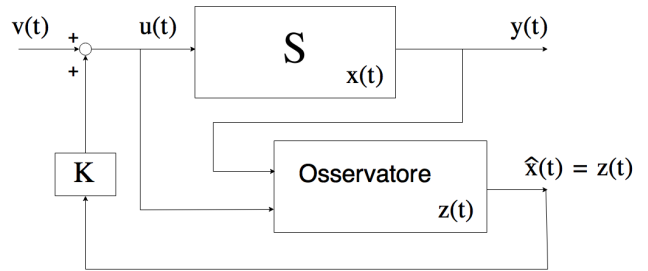 v(t)
+
+
u(t)
S
x(t)
y(t)
K
Osservatore
z(t)
x̂(t) = z(t)